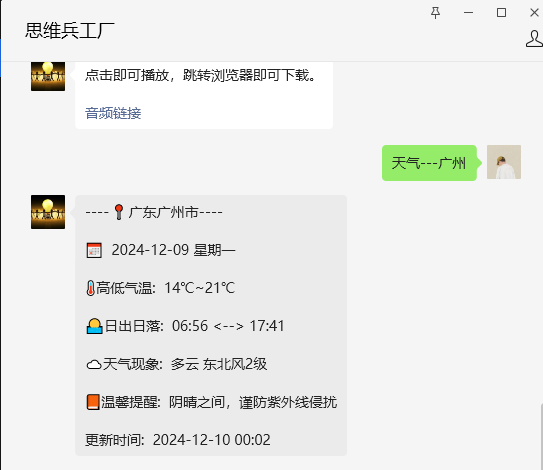 思维兵工厂
点击即可播放，跳转浏览器即可下载。
音频链接
天气---广州
----📍广东广州市----
📅 2024-12-09 星期一
🌡️高低气温: 14℃~21℃
🌅日出日落: 06:56 <--> 17:41
☁️天气现象: 多云 东北风2级
📙温馨提醒: 阴晴之间，谨防紫外线侵扰
更新时间: 2024-12-10 00:02